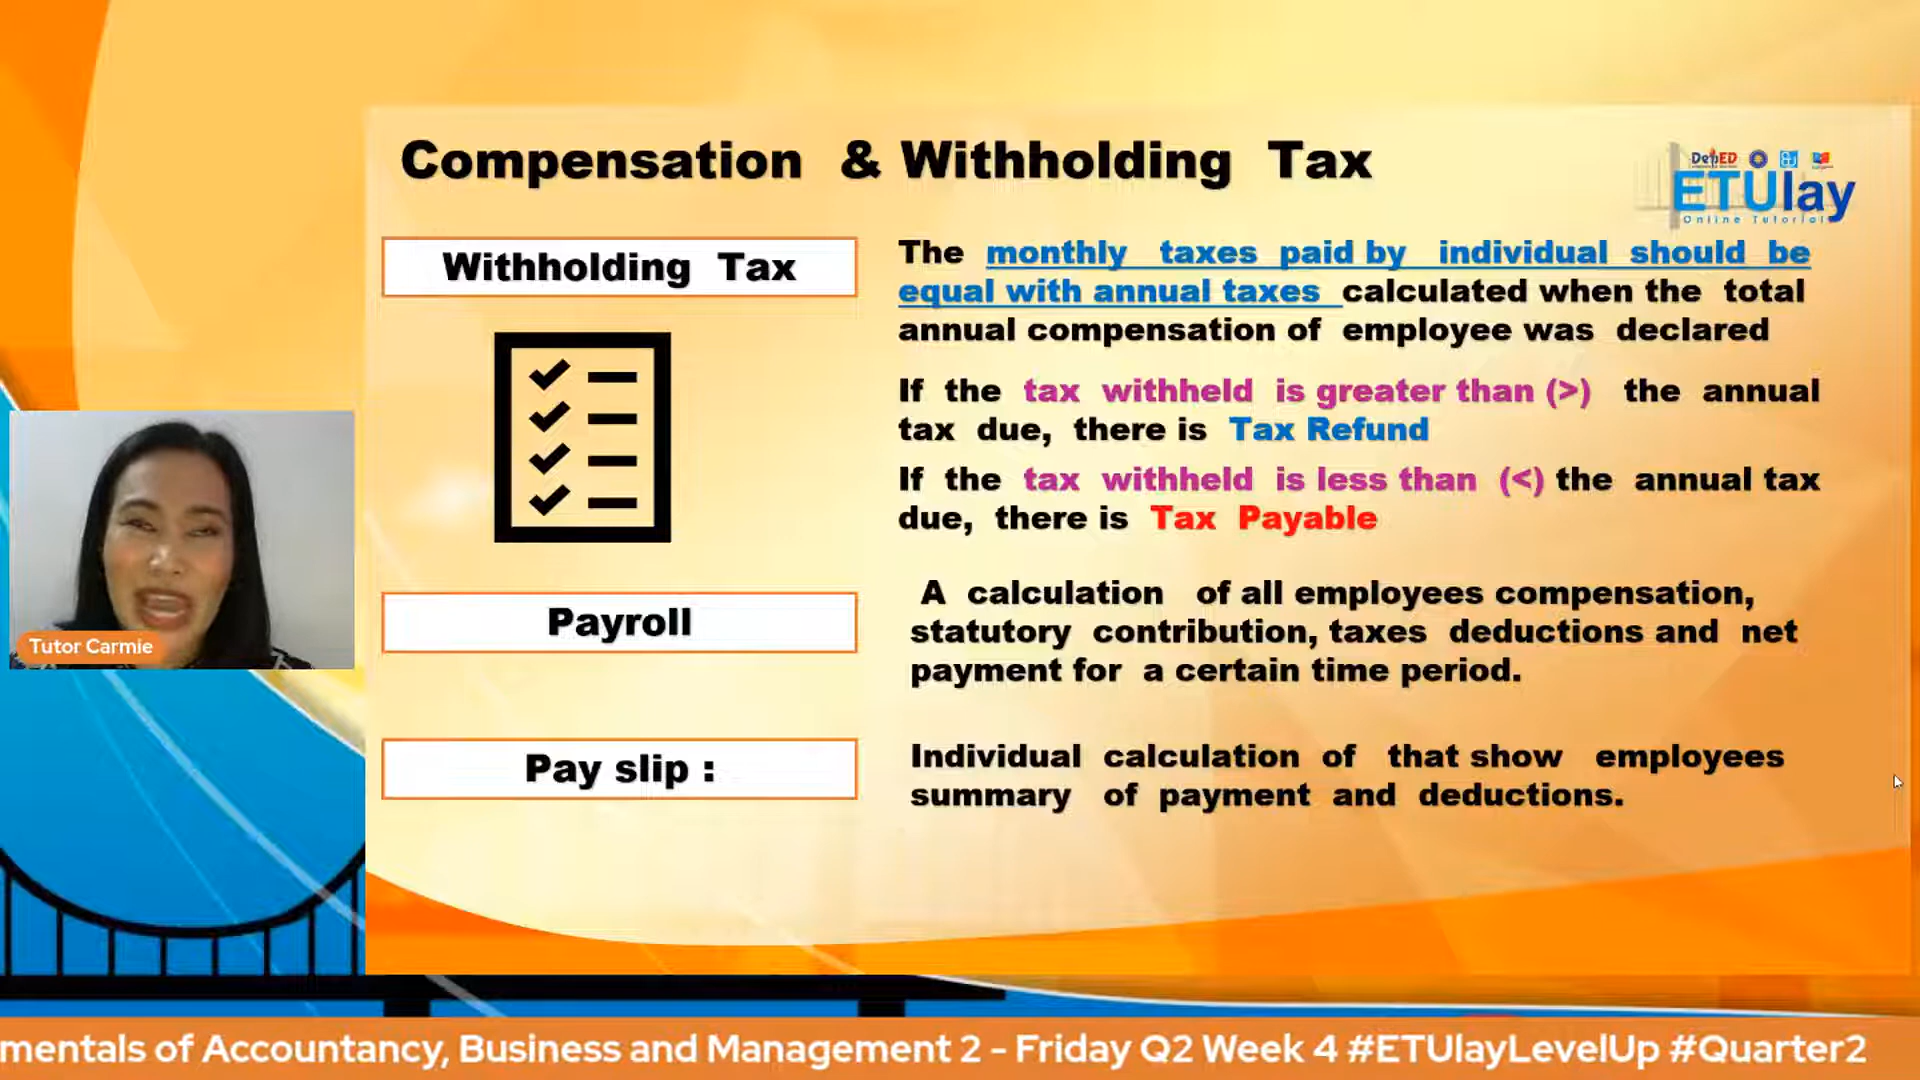 Compensation & Withholding Tax
DepED
ETUlay
Online Tutorial
Withholding Tax
The monthly taxes paid by individual should be
equal with annual taxes calculated when the total
annual compensation of employee was declared
If the tax withheld is greater than (>) the annual
tax due, there is Tax Refund
If the tax withheld is less than (<) the annual tax
due, there is Tax Payable
Tutor Carmie
Payroll
A calculation of all employees compensation,
statutory contribution, taxes deductions and net
payment for a certain time period.
Pay slip :
Individual calculation of that show employees
summary of payment and deductions.
mentals of Accountancy, Business and Management 2 - Friday Q2 Week 4 #ETUlayLevelUp #Quarter2